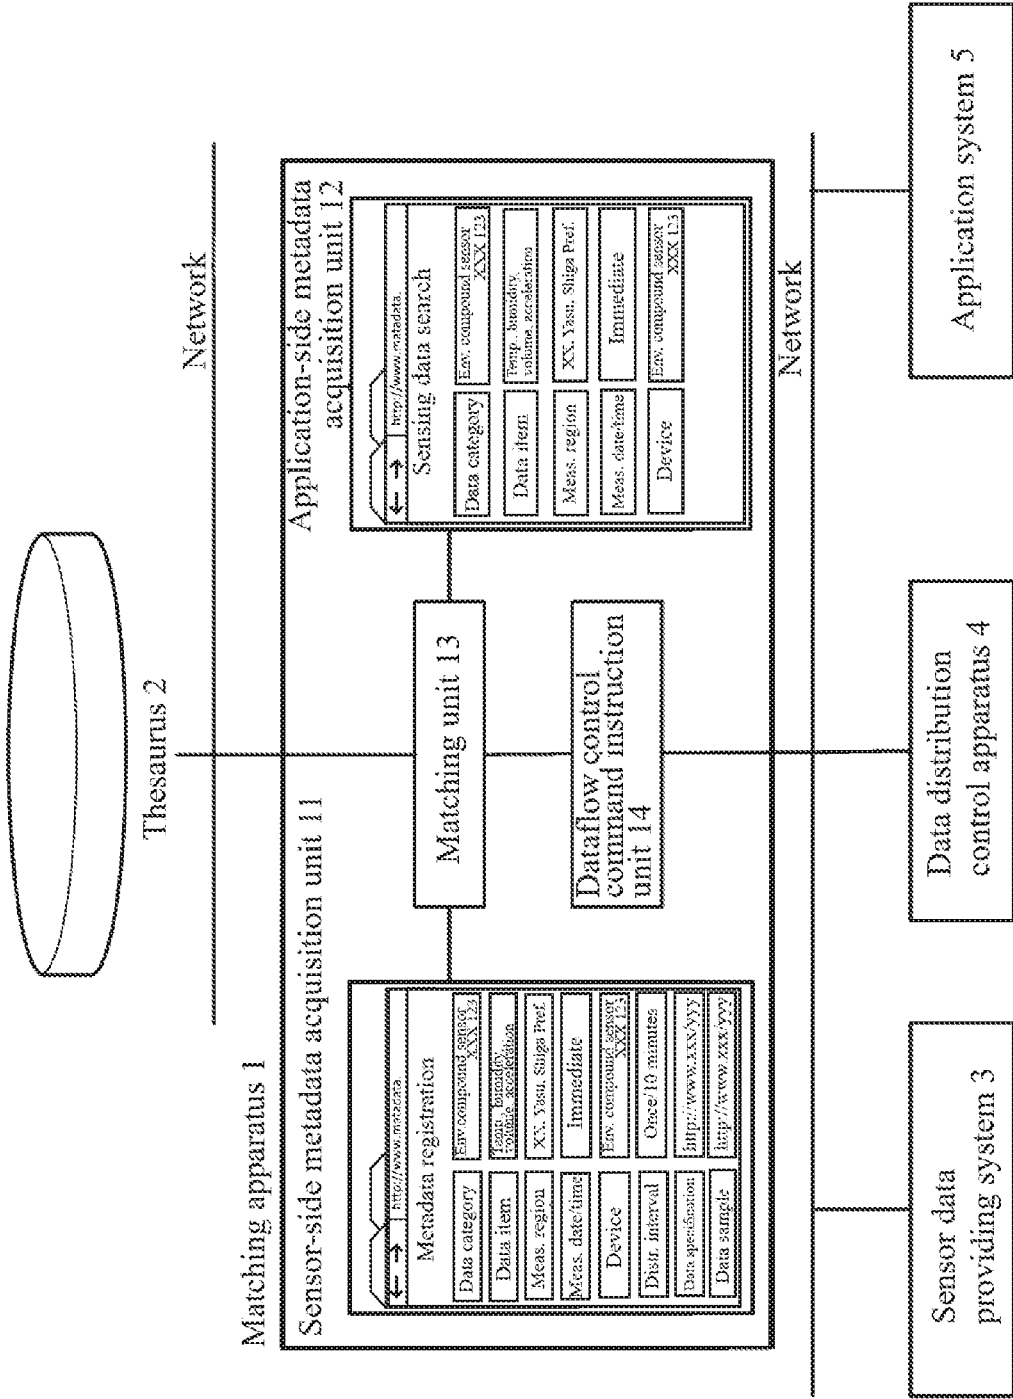 Thesaurus 2
Network
Matching apparatus 1
Sensor-side metadata acquisition unit 11
http://www.matadata.
Metadata registration
Data category
Env. compound sensor
XXX 123
Data item
Temp., humidity,
volume, acceleration
Meas. region
XX. Yasu. Shiga Pref.
Meas. date/time
Immediate
Device
Env. compound sensor
XXX 123
Distr. interval
Once/10 minutes
Data specification
http://www.xxx/yyy
Data sample
http://www.xxx/yyy
Matching unit 13
Dataflow control
command instruction
unit 14
Application-side metadata
acquisition unit 12
http://www.matadata.
Sensing data search
Data category
Env. compound sensor
XXX 123
Data item
Temp., humidity,
volume, acceleration
Meas. region
XX. Yasu. Shiga Pref.
Meas. date/time
Immediate
Device
Env. compound sensor
XXX 123
Network
Sensor data
providing system 3
Data distribution
control apparatus 4
Application system 5